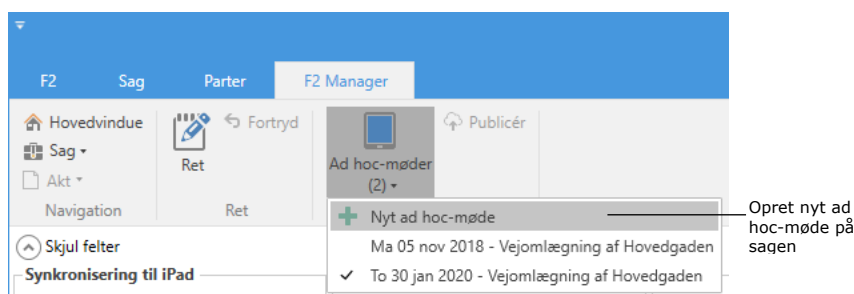 F2 Sag Parter F2 Manager
Hovedvindue
Sag
Akt
Navigation
Ret
Fortryd
Ret
Ad hoc-møder
(2)
Publicér
Nyt ad hoc-møde
Ma 05 nov 2018 - Vejomlægning af Hovedgaden
To 30 jan 2020 - Vejomlægning af Hovedgaden
Opret nyt ad
hoc-møde på
sagen
Skjul felter
Synkronisering til iPad